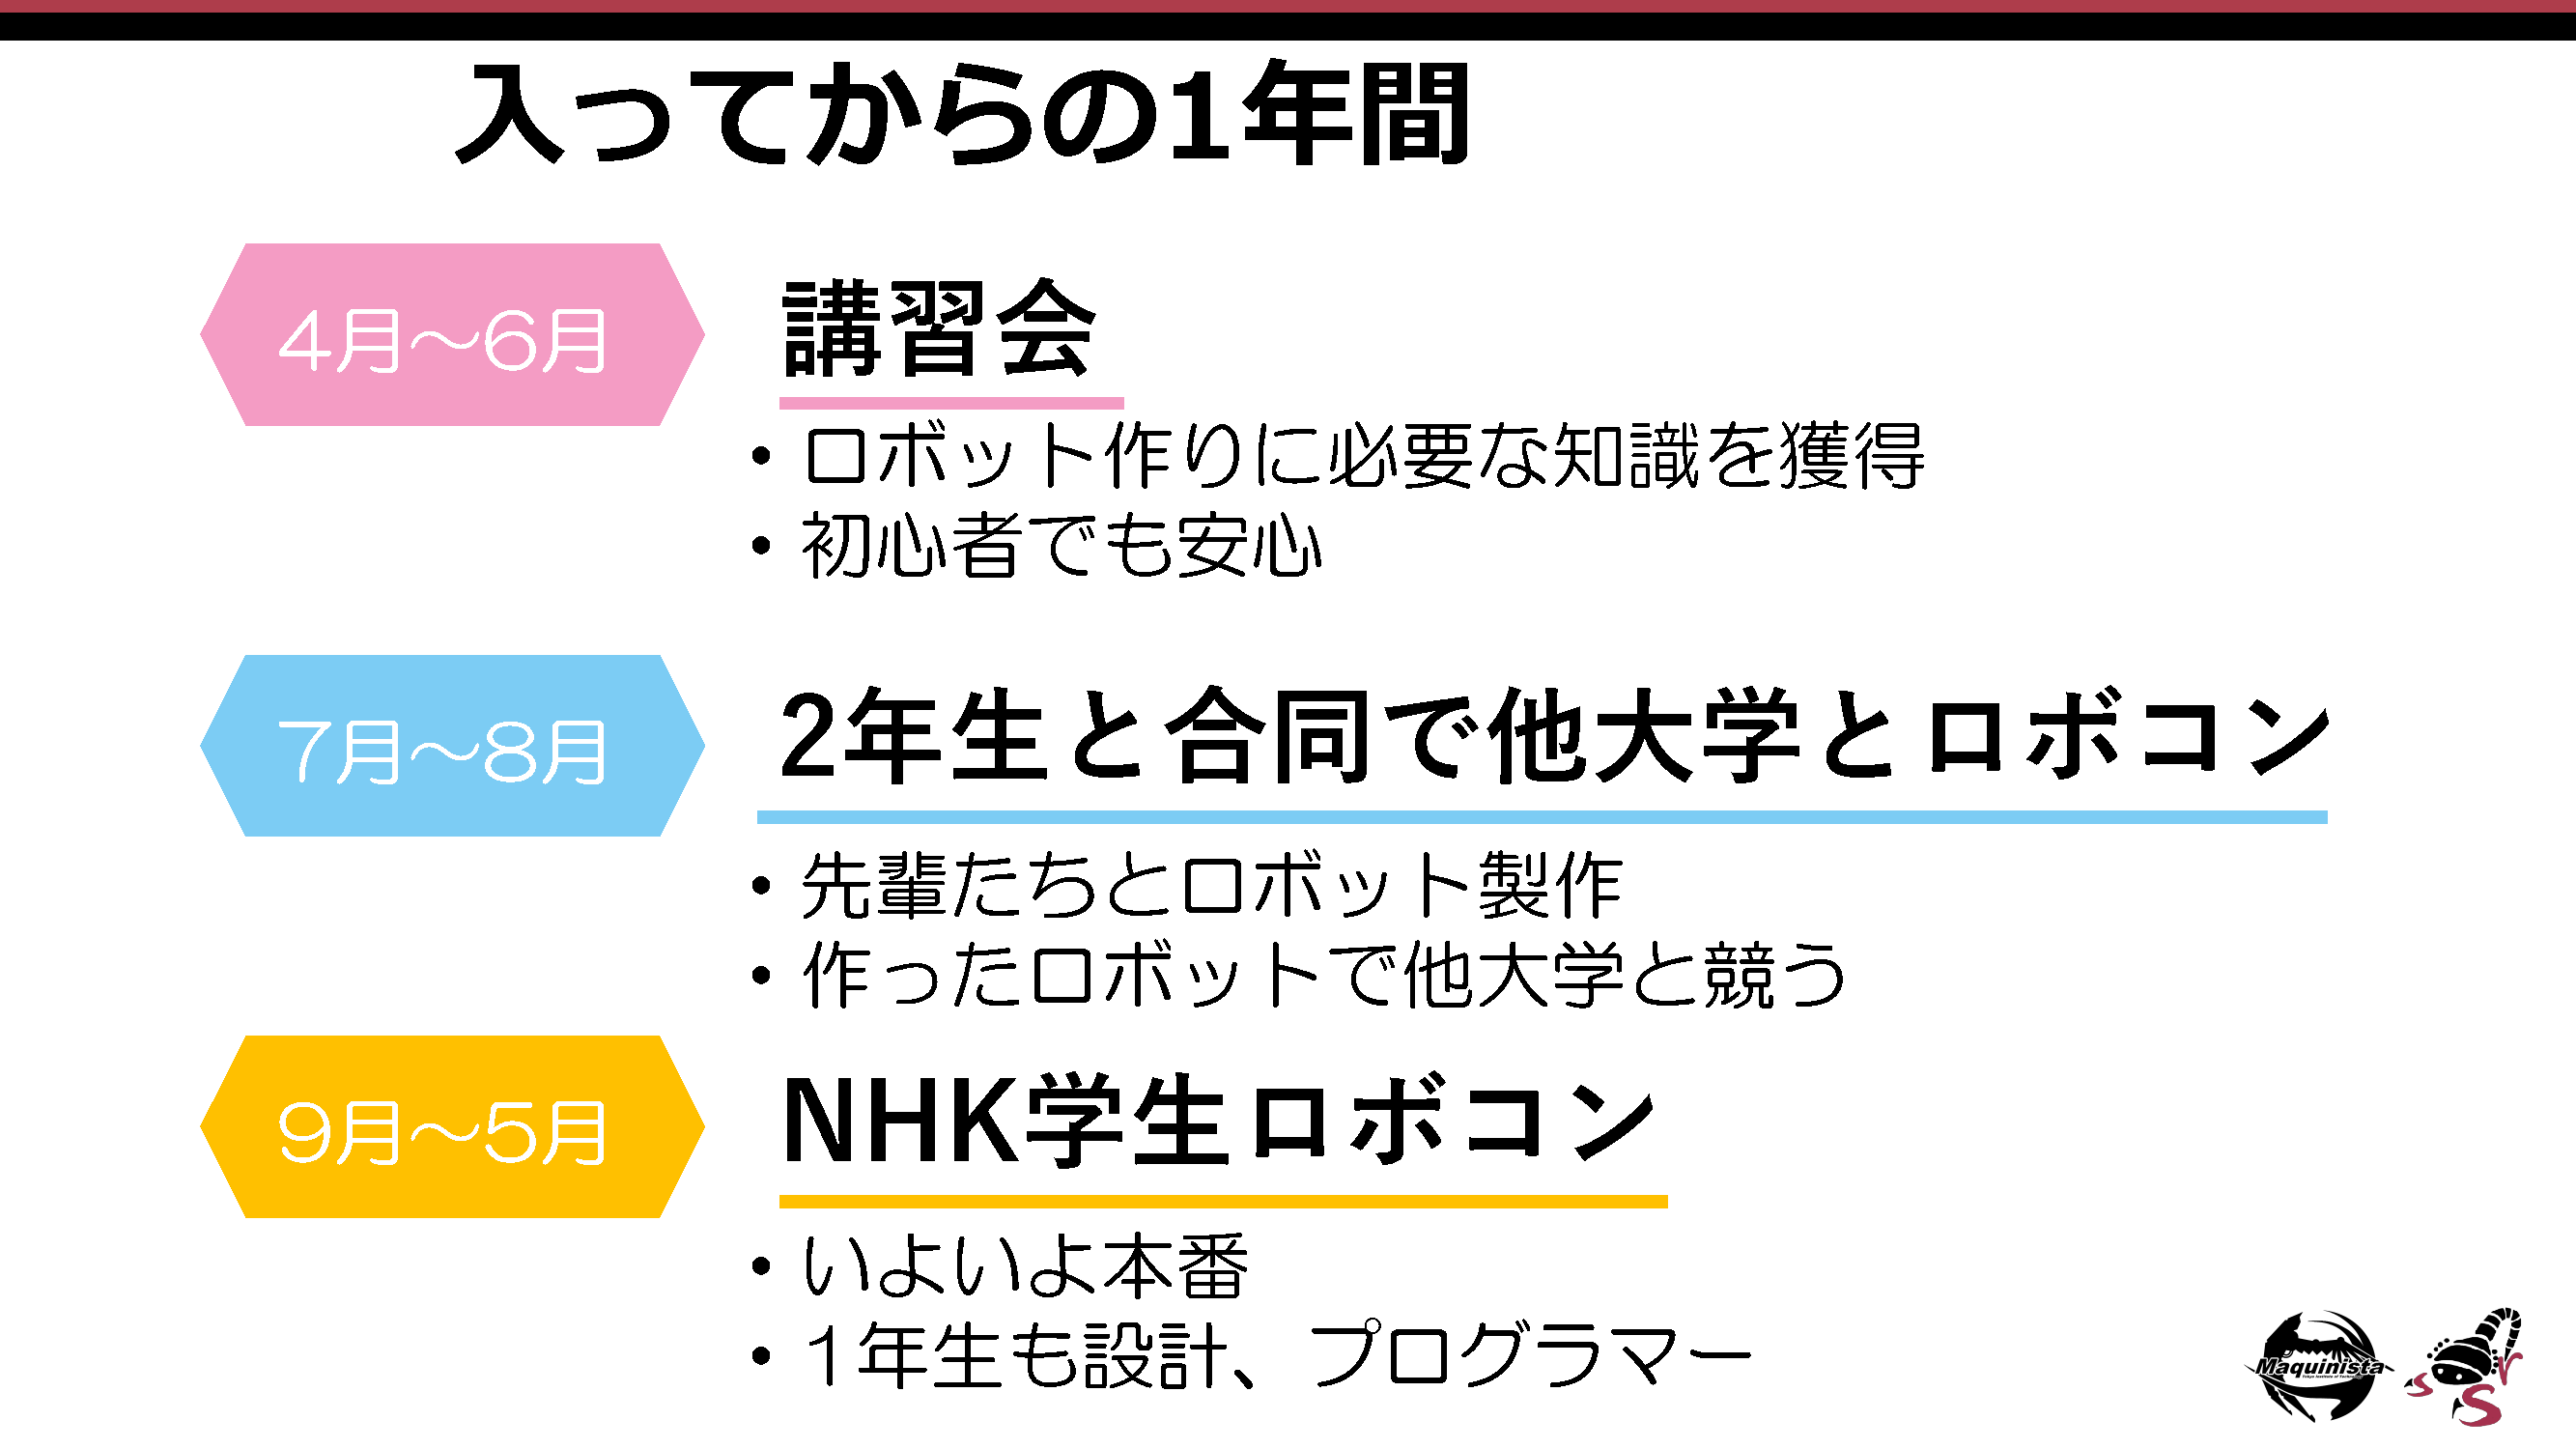 入ってからの1年間
4月～6月
講習会
• ロボット作りに必要な知識を獲得
• 初心者でも安心
7月～8月
2年生と合同で他大学とロボコン
• 先輩たちとロボット製作
• 作ったロボットで他大学と競う
9月～5月
NHK学生ロボコン
• いよいよ本番
• 1年生も設計、プログラマー
Maquinista
ssr